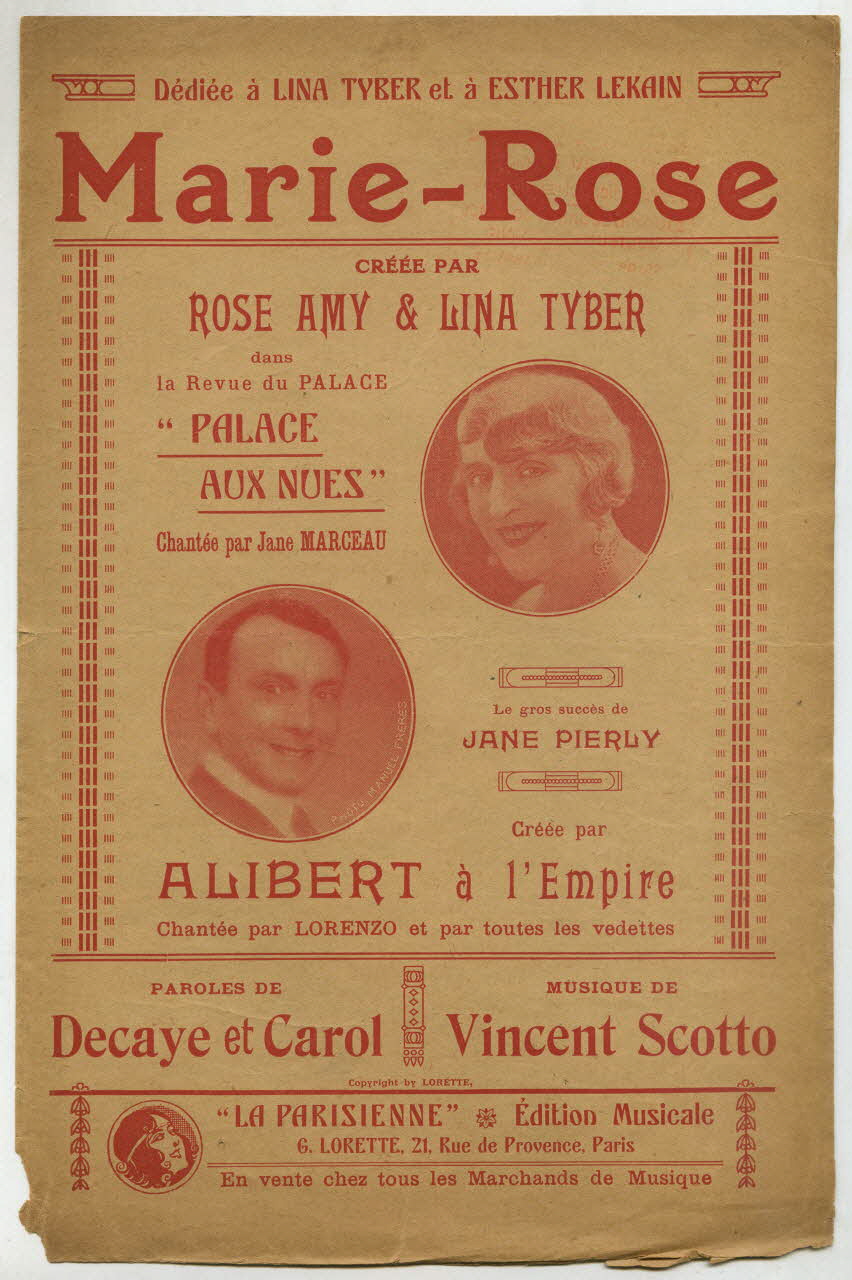 Dédiée à LINA TYBER et à ESTHER LEKAIN
Marie-Rose
CRÉÉE PAR
ROSE AMY & LINA TYBER
dans
la Revue du PALACE
“ PALACE
AUX NUES ”
Chantée par Jane MARCEAU
PHOTO MANUEL FRÈRES
Le gros succès de
JANE PIERLY
Créée par
ALIBERT à l'Empire
Chantée par LORENZO et par toutes les vedettes
PAROLES DE
Decaye et Carol
MUSIQUE DE
Vincent Scotto
Copyright by LORETTE,
“LA PARISIENNE” Édition Musicale
G. LORETTE, 21, Rue de Provence, Paris
En vente chez tous les Marchands de Musique